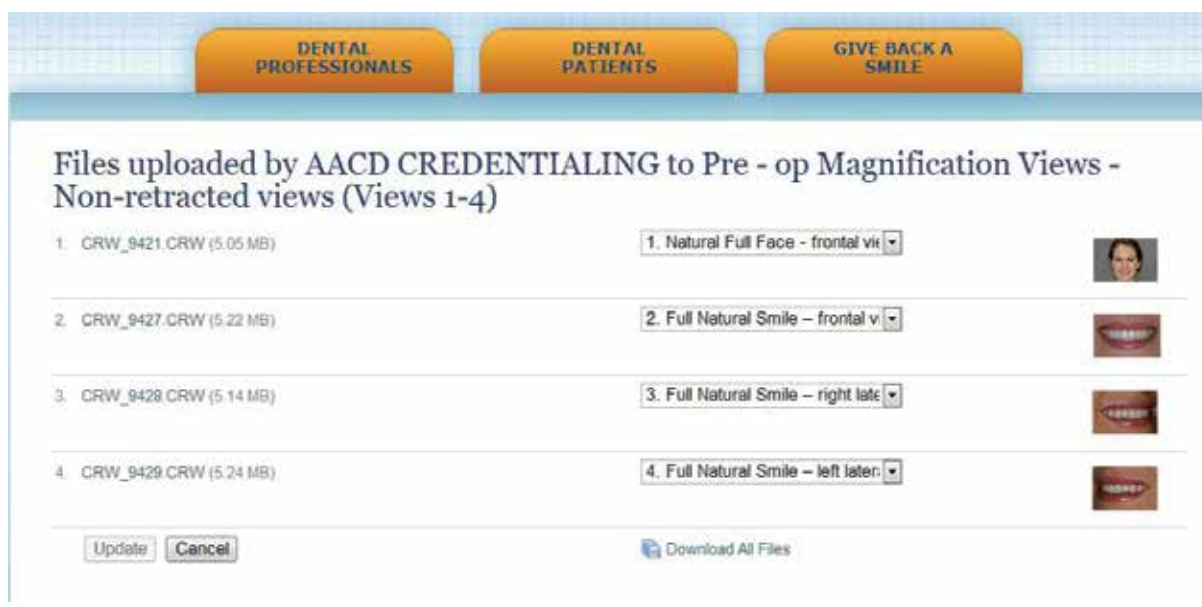 DENTAL
PROFESSIONALS
DENTAL
PATIENTS
GIVE BACK A
SMILE
Files uploaded by AACD CREDENTIALING to Pre - op Magnification Views -
Non-retracted views (Views 1-4)
1. CRW_9421.CRW (5.05 MB) 1. Natural Full Face - frontal vie
2. CRW_9427.CRW (5.22 MB) 2. Full Natural Smile – frontal vi
3. CRW_9428.CRW (5.14 MB) 3. Full Natural Smile – right late
4. CRW_9429.CRW (5.24 MB) 4. Full Natural Smile – left later
Update Cancel Download All Files